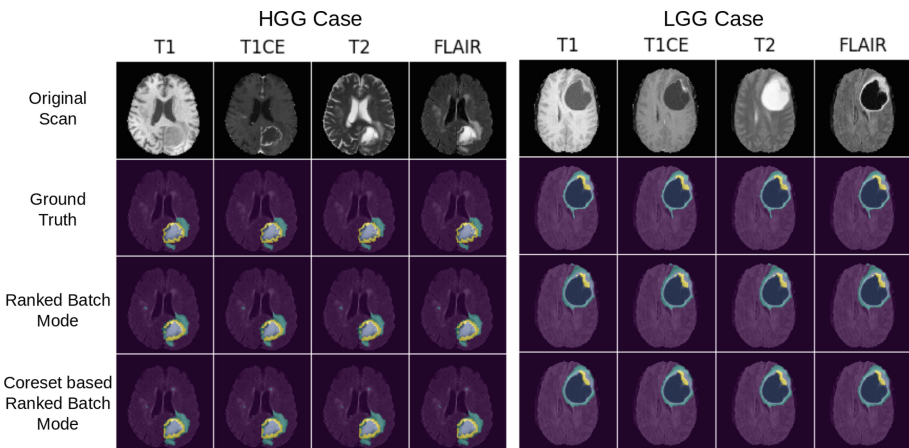 HGG Case
LGG Case
T1
T1CE
T2
FLAIR
T1
T1CE
T2
FLAIR
Original
Scan
Ground
Truth
Ranked Batch
Mode
Coreset based
Ranked Batch
Mode